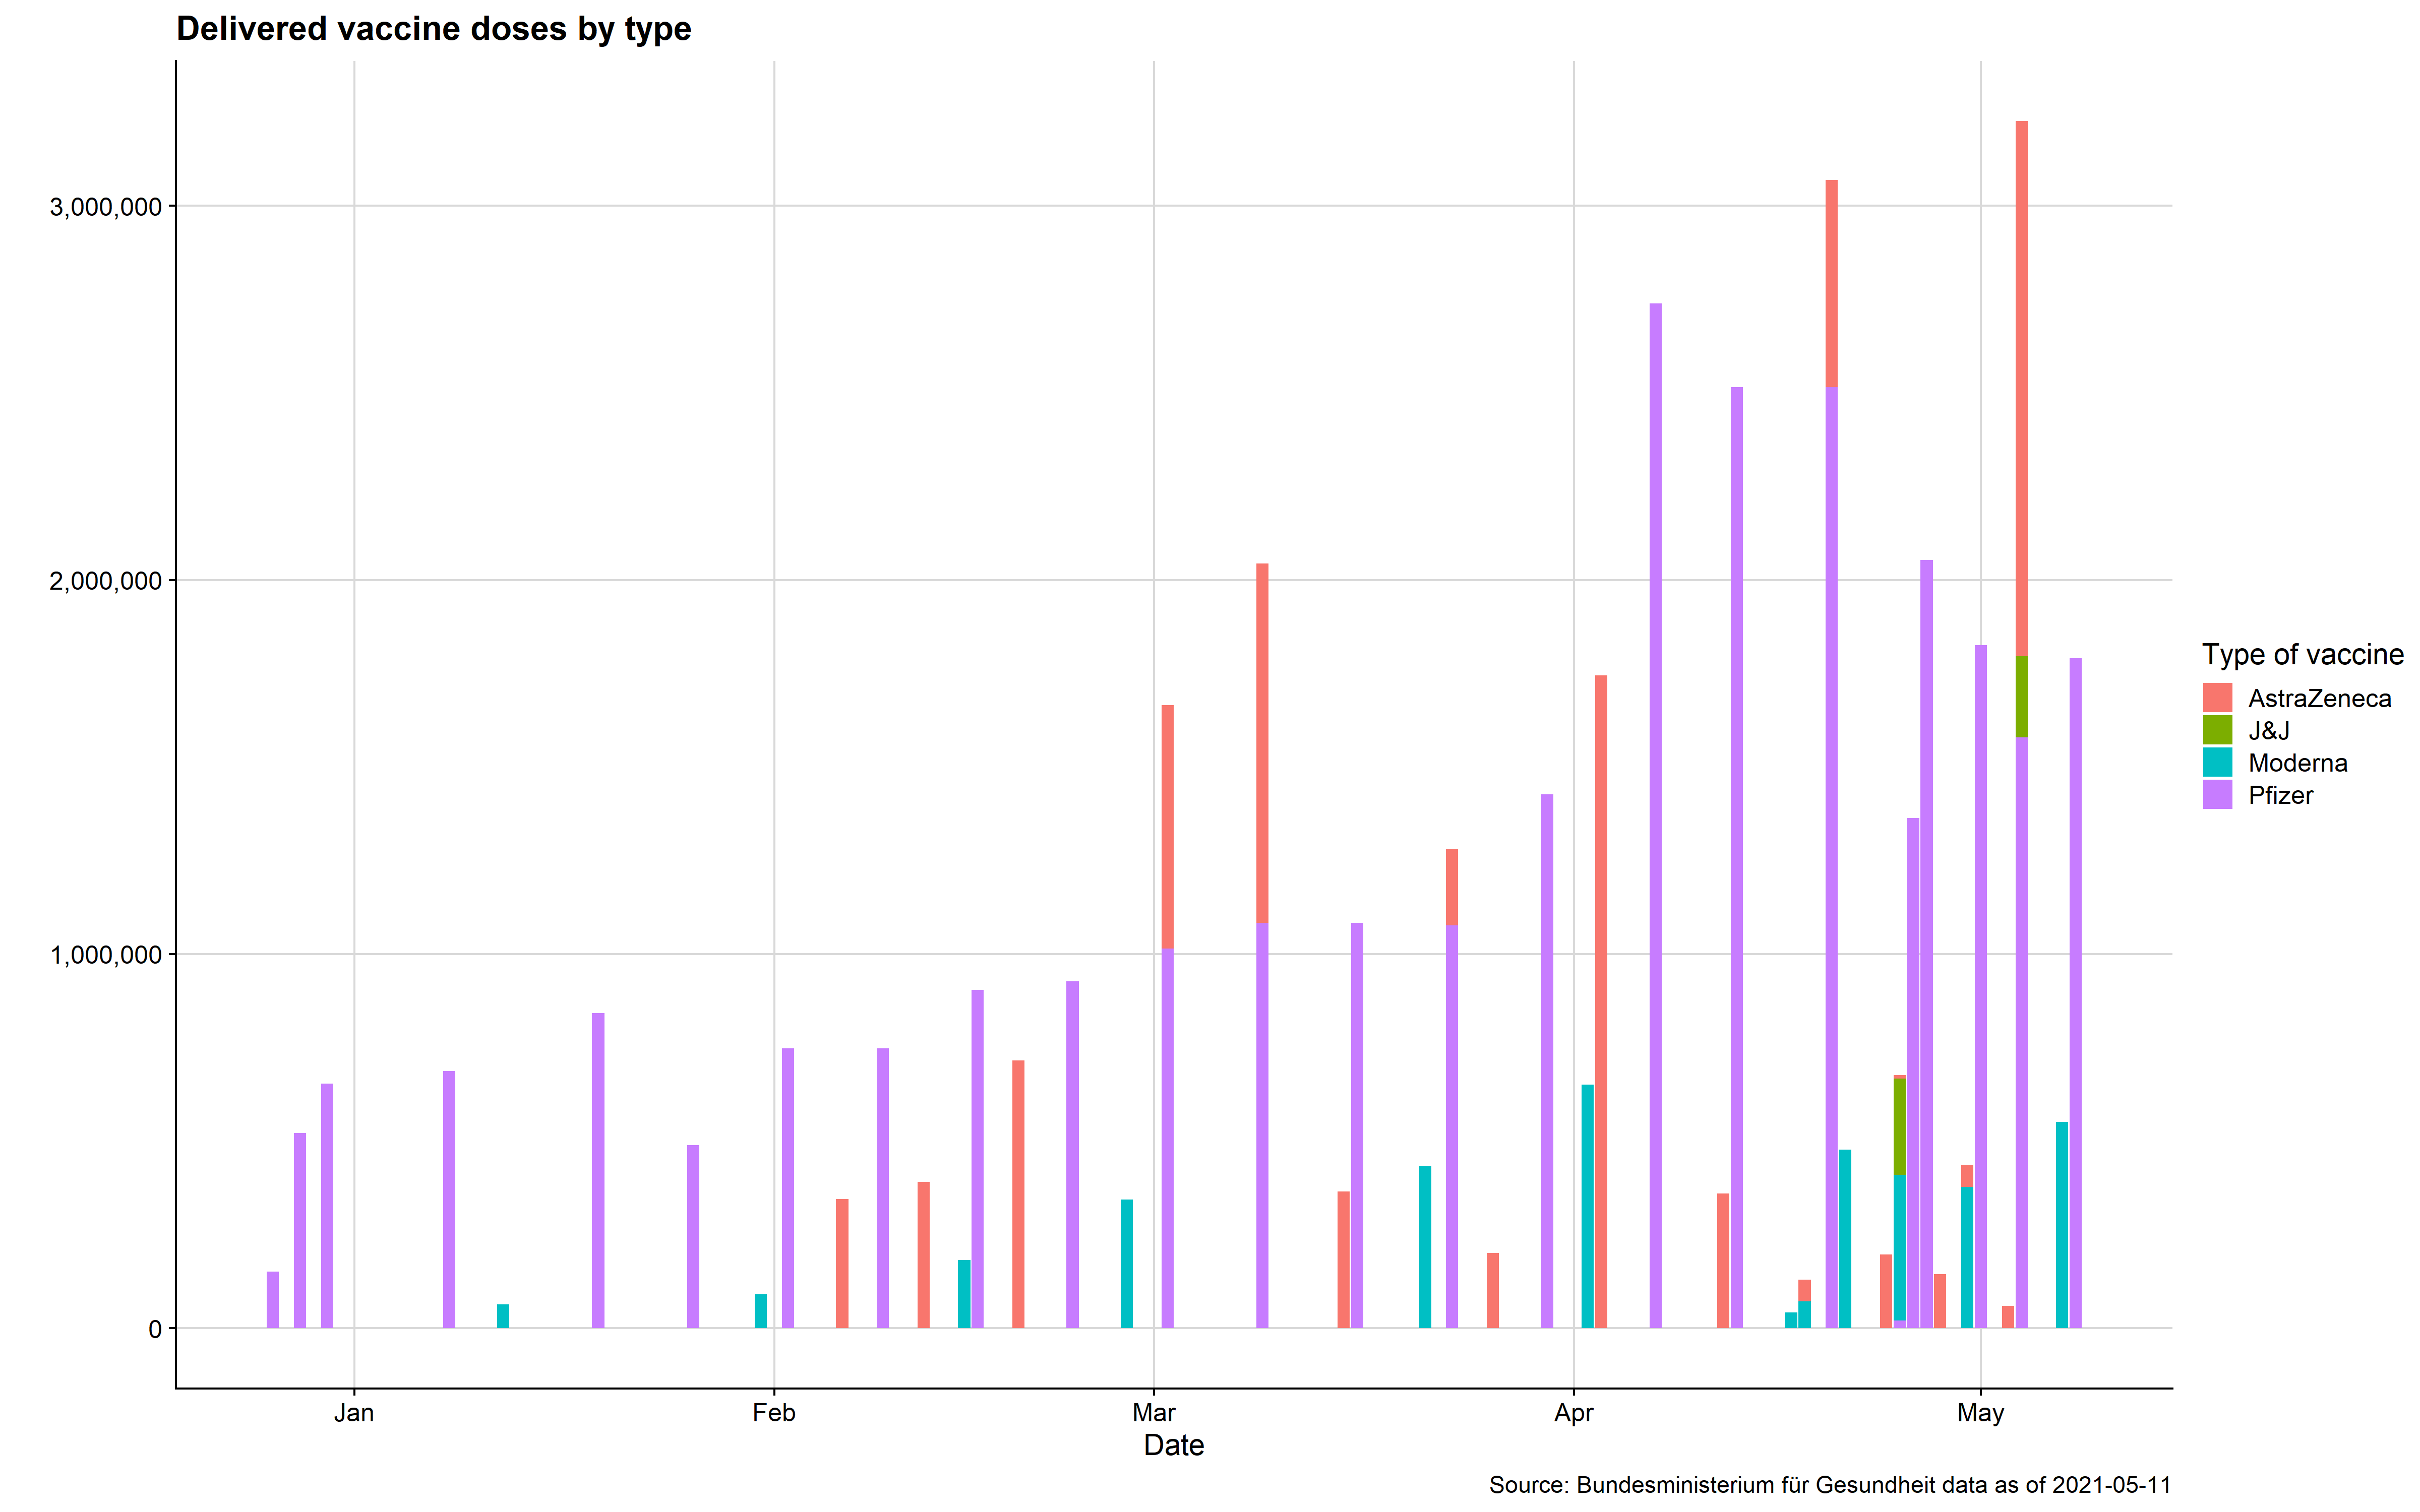 Delivered vaccine doses by type
3,000,000
2,000,000
1,000,000
0
Jan Feb Mar Apr May
Date
Type of vaccine
AstraZeneca
J&J
Moderna
Pfizer
Source: Bundesministerium für Gesundheit data as of 2021-05-11